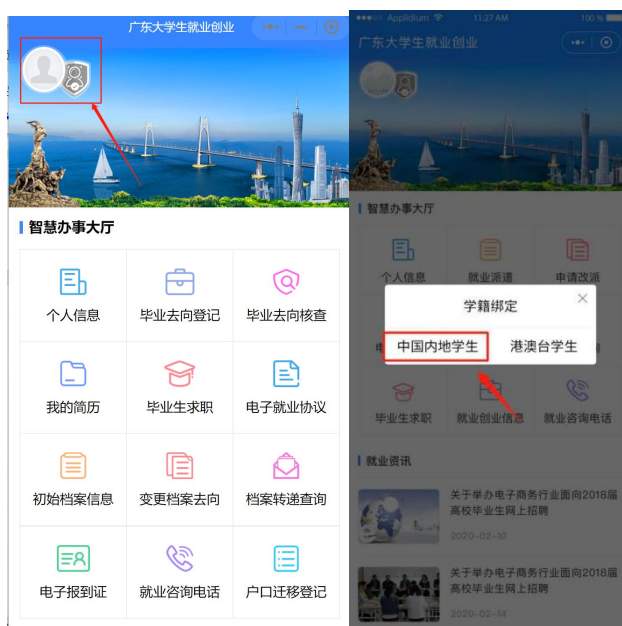 广东大学生就业创业
智慧办事大厅
个人信息
毕业去向登记
毕业去向核查
我的简历
毕业生求职
电子就业协议
初始档案信息
变更档案去向
档案转递查询
电子报到证
就业咨询电话
户口迁移登记
Applidium 11:27 AM 100 %
广东大学生就业创业
智慧办事大厅
个人信息
就业派遣
申请改派
学籍绑定
中国内地学生
港澳台学生
毕业生求职
就业创业信息
就业咨询电话
就业资讯
关于举办电子商务行业面向2018届
高校毕业生网上招聘
2020-02-10
关于举办电子商务行业面向2018届
高校毕业生网上招聘
2020-02-14